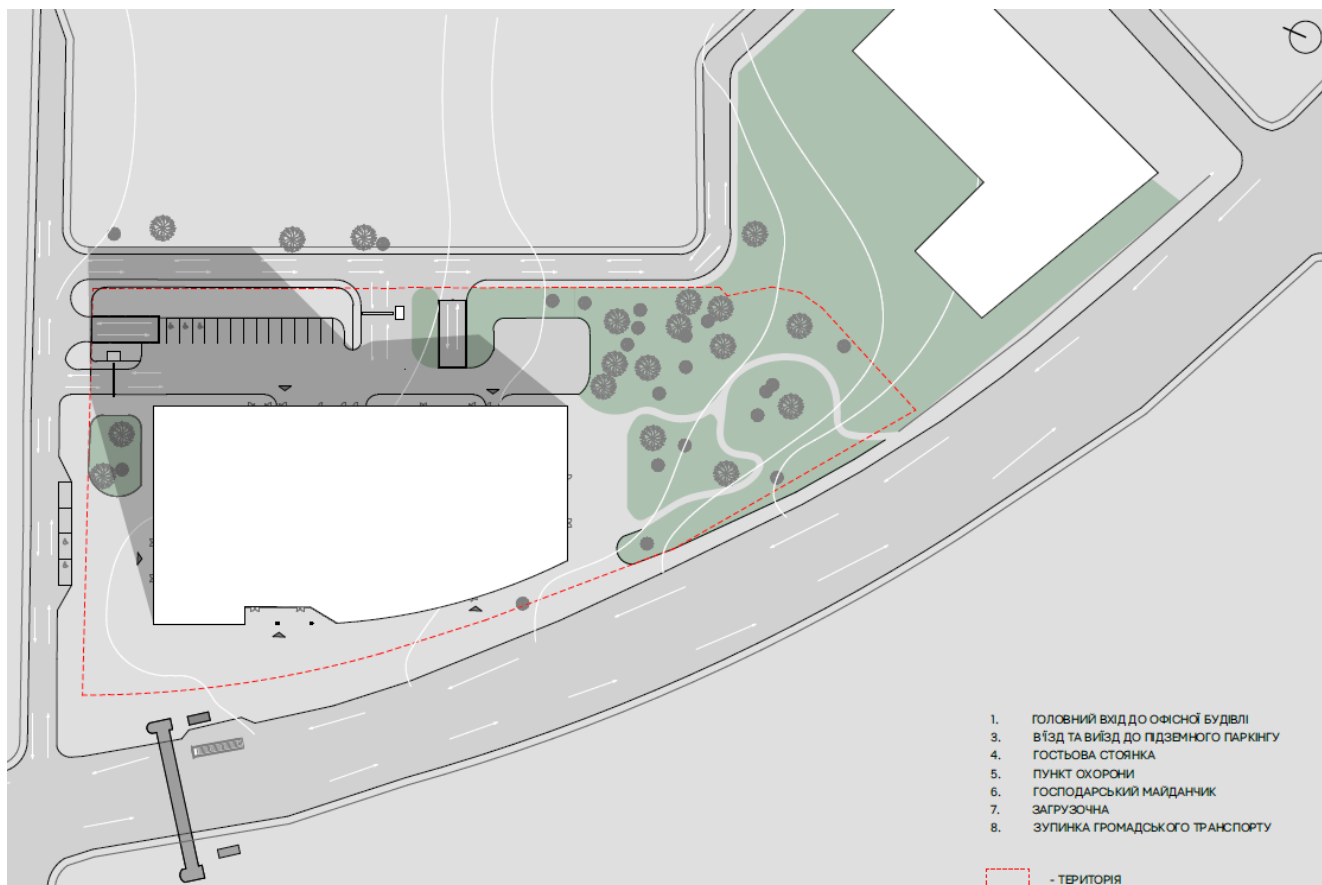 1. ГОЛОВНИЙ ВХІД ДО ОФІСНОЇ БУДІВЛІ
3. В'ЇЗД ТА ВИЇЗД ДО ПІДЗЕМНОГО ПАРКІНГУ
4. ГОСТЬОВА СТОЯНКА
5. ПУНКТ ОХОРОНИ
6. ГОСПОДАРСЬКИЙ МАЙДАНЧИК
7. ЗАГРУЗОЧНА
8. ЗУПИНКА ГРОМАДСЬКОГО ТРАНСПОРТУ
- ТЕРИТОРІЯ